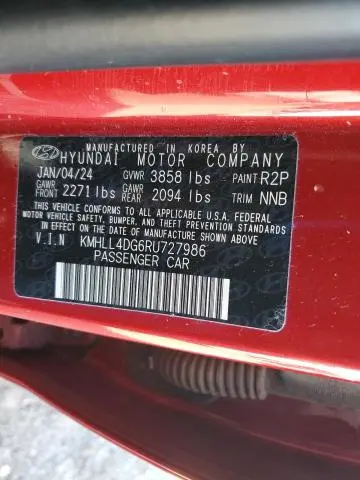 MANUFACTURED IN KOREA BY
HYUNDAI MOTOR COMPANY
JAN/04/24 GVWR 3858 lbs PAINT R2P
GAWR FRONT 2271 lbs GAWR REAR 2094 lbs TRIM NNB
THIS VEHICLE CONFORMS TO ALL APPLICABLE U.S.A. FEDERAL
MOTOR VEHICLE SAFETY, BUMPER, AND THEFT PREVENTION
STANDARDS IN EFFECT ON THE DATE OF MANUFACTURE SHOWN ABOVE.
V.I.N KMHLL4DG6RU727986
PASSENGER CAR